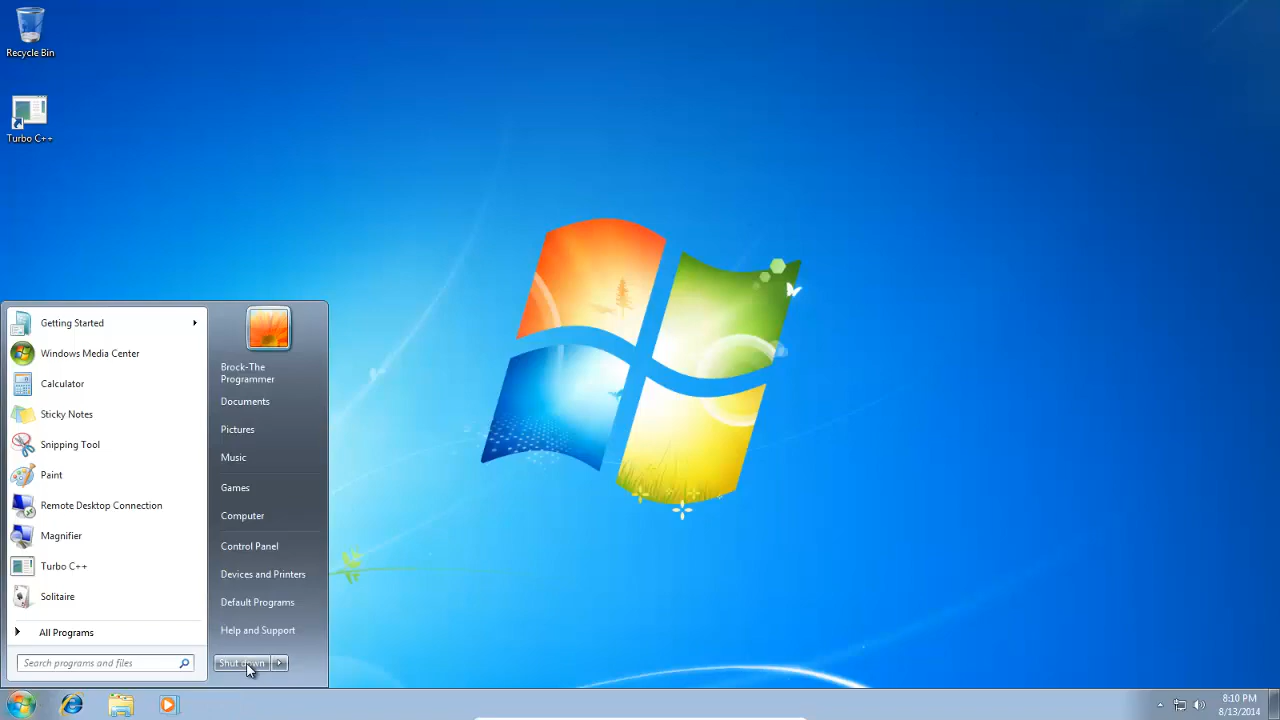 Recycle Bin
Turbo C++
Getting Started
Windows Media Center
Calculator
Sticky Notes
Snipping Tool
Paint
Remote Desktop Connection
Magnifier
Turbo C++
Solitaire
All Programs
Search programs and files
Brock-The
Programmer
Documents
Pictures
Music
Games
Computer
Control Panel
Devices and Printers
Default Programs
Help and Support
Shut down
8:10 PM
8/13/2014